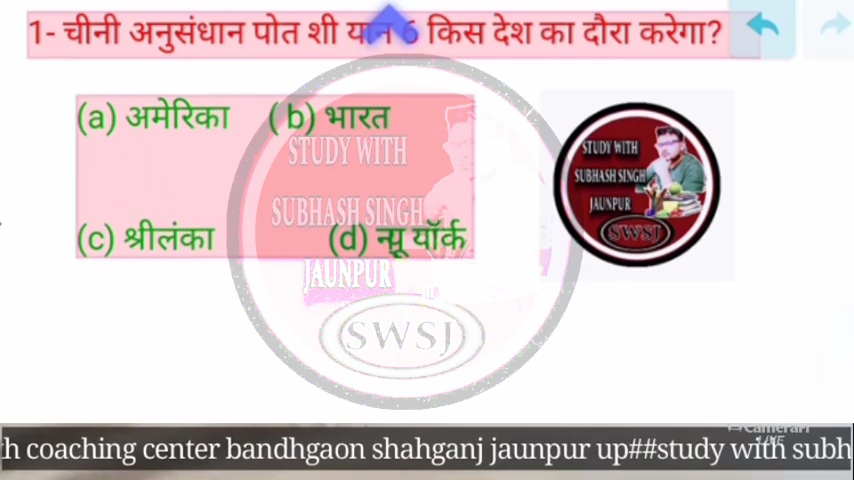 1- चीनी अनुसंधान पोत शी यान 6 किस देश का दौरा करेगा?
(a) अमेरिका (b) भारत
(c) श्रीलंका (d) न्यू यॉर्क
STUDY WITH
SUBHASH SINGH
JAUNPUR
SWSJ
STUDY WITH
SUBHASH SINGH
JAUNPUR
SWSJ
LIVE
h coaching center bandhgaon shahganj jaunpur up##study with subh